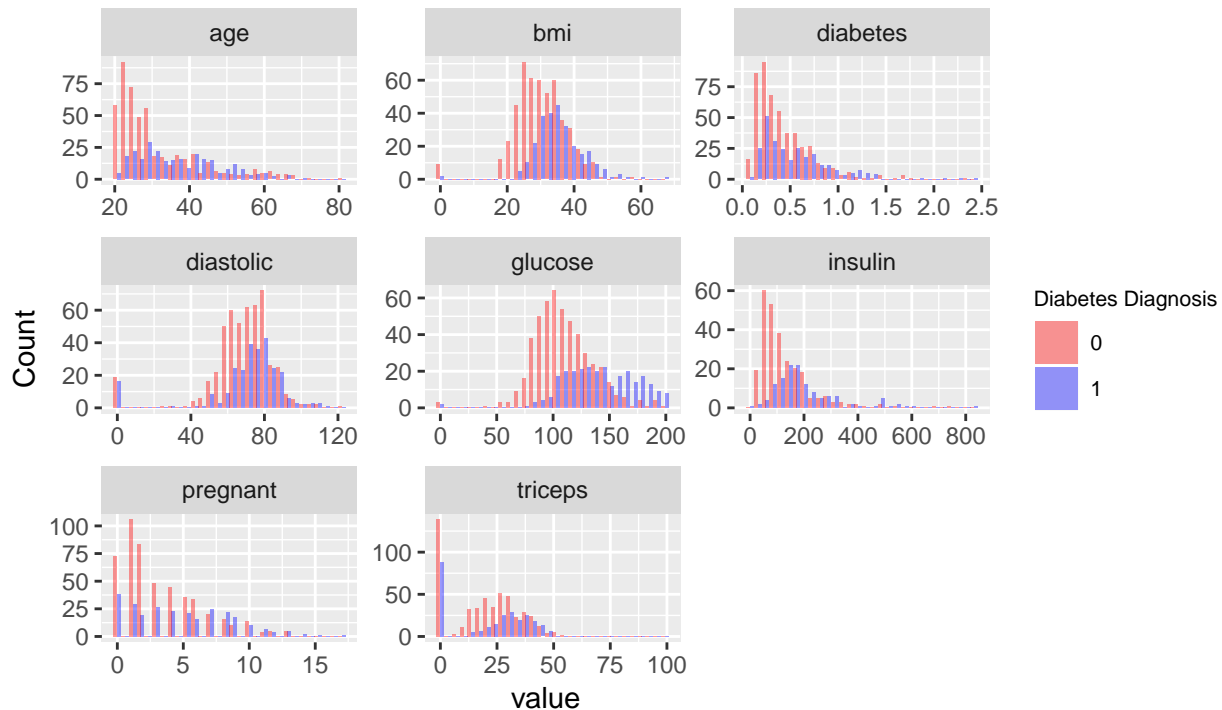 age
bmi
diabetes
75
50
25
0
20 40 60 80
60
40
20
0
0 20 40 60
75
50
25
0
0.0 0.5 1.0 1.5 2.0 2.5
diastolic
glucose
insulin
60
40
20
0
0 40 80 120
60
40
20
0
0 50 100 150 200
60
40
20
0
0 200 400 600 800
pregnant
triceps
100
75
50
25
0
0 5 10 15
100
50
0
0 25 50 75 100
Count
value
Diabetes Diagnosis
0
1